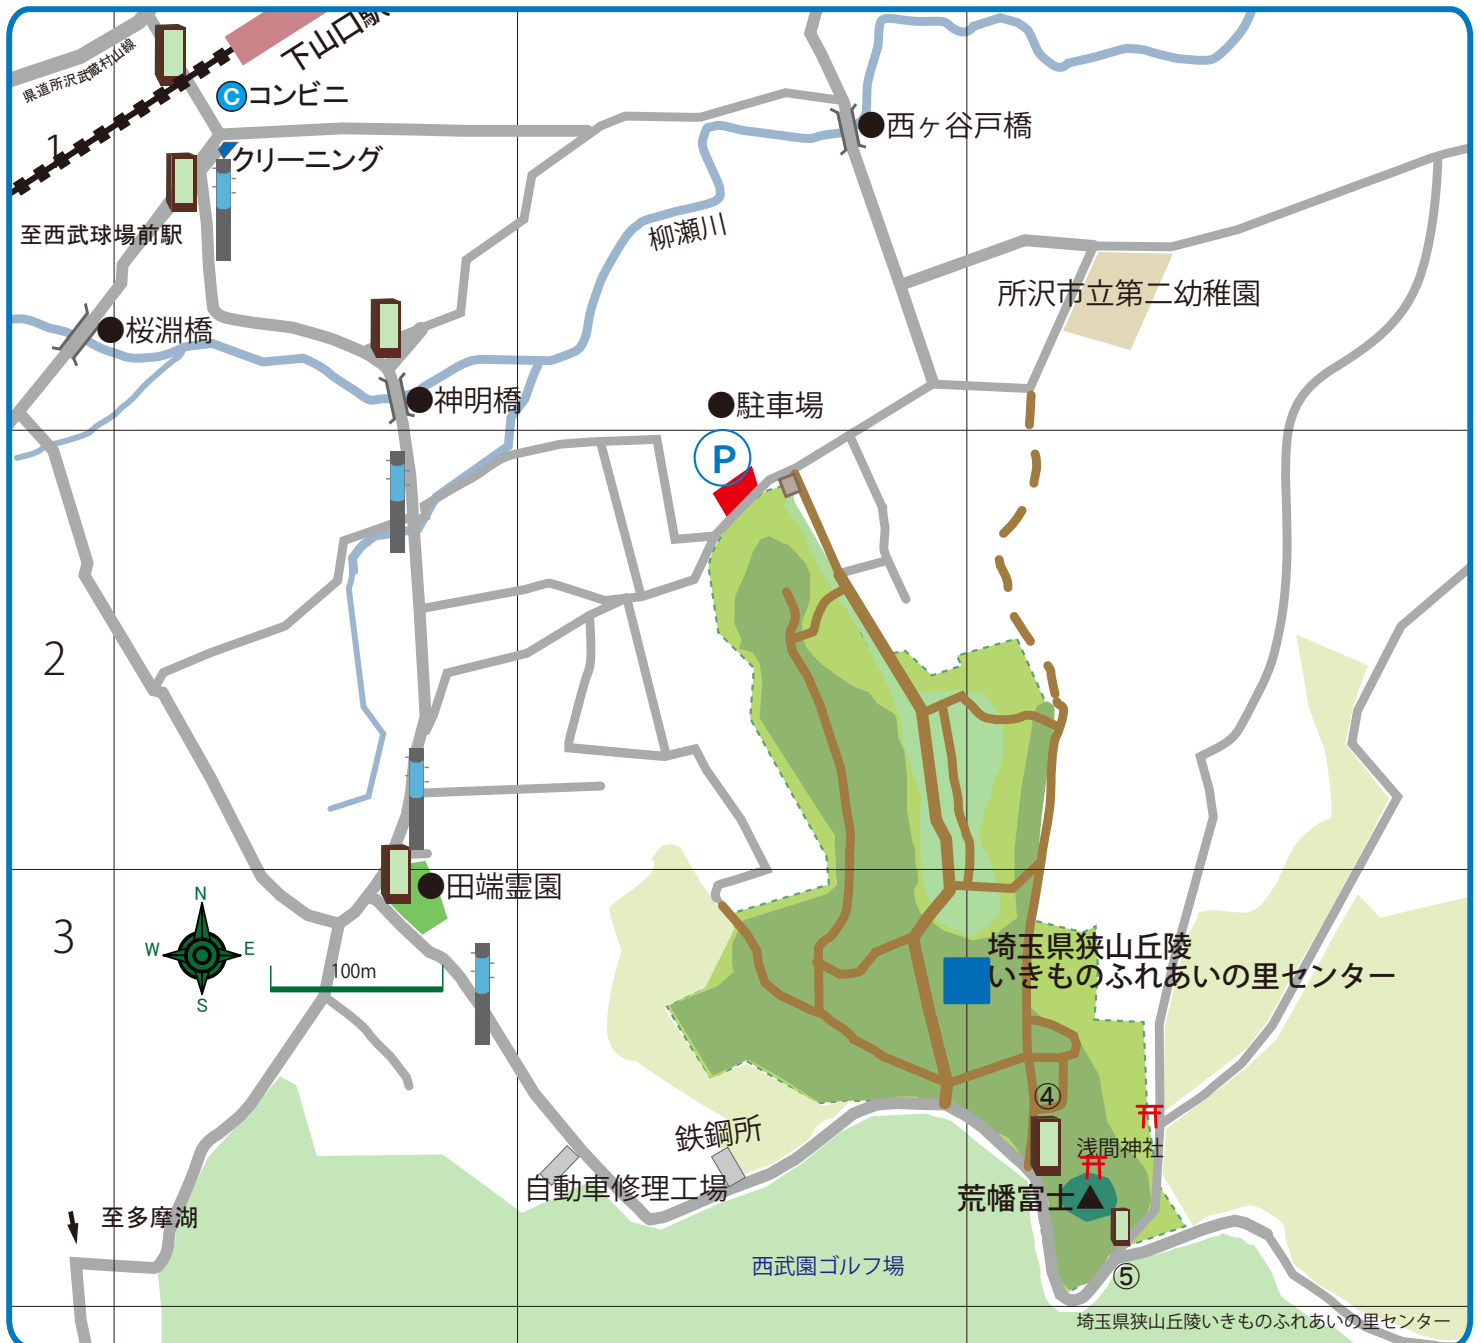 下山口駅
県道所沢武蔵村山線
C コンビニ
1
クリーニング
西ヶ谷戸橋
至西武球場前駅
柳瀬川
所沢市立第二幼稚園
桜淵橋
神明橋
駐車場
P
2
田端霊園
3
N
W
E
S
100m
埼玉県狭山丘陵
いきものふれあいの里センター
④
鉄鋼所
浅間神社
自動車修理工場
荒幡富士
至多摩湖
西武園ゴルフ場
⑤
埼玉県狭山丘陵いきものふれあいの里センター